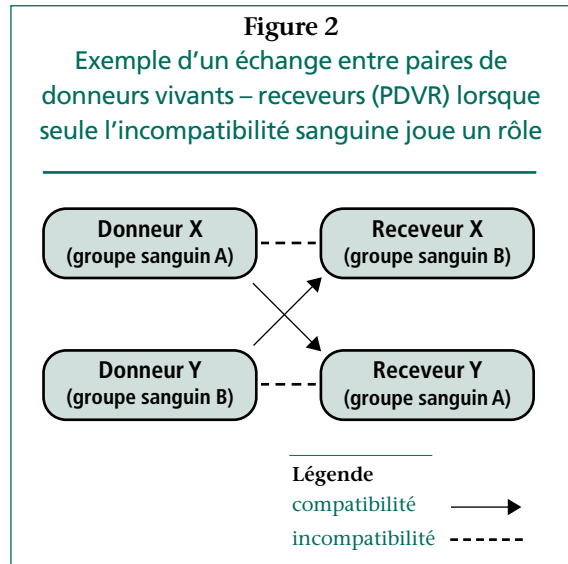 Figure 2
Exemple d'un échange entre paires de
donneurs vivants – receveurs (PDVR) lorsque
seule l'incompatibilité sanguine joue un rôle
Donneur X
(groupe sanguin A)
Receveur X
(groupe sanguin B)
Donneur Y
(groupe sanguin B)
Receveur Y
(groupe sanguin A)
Légende
compatibilité
incompatibilité